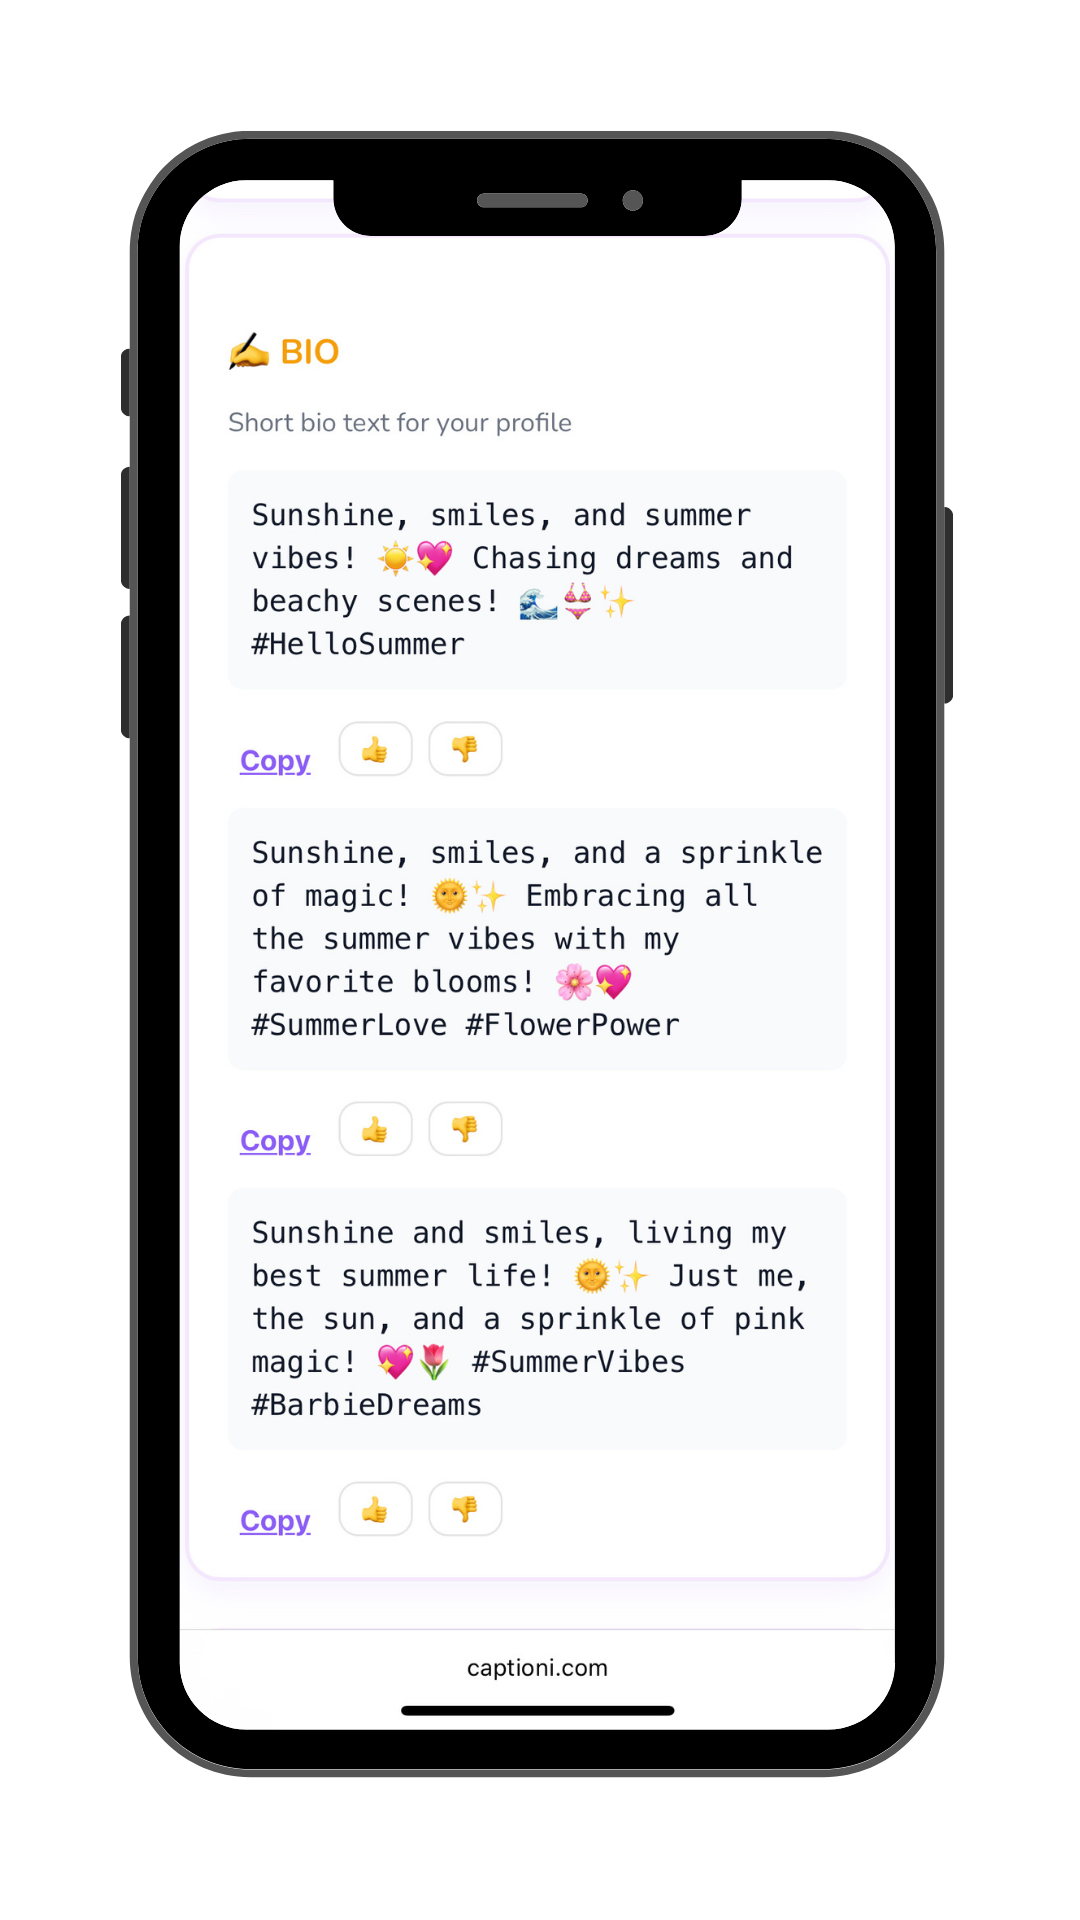 ✍️ BIO
Short bio text for your profile
Sunshine, smiles, and summer
vibes! ☀️💖 Chasing dreams and
beachy scenes! 🌊👙✨
#HelloSummer
Copy 👍 👎
Sunshine, smiles, and a sprinkle
of magic! 🌞✨ Embracing all
the summer vibes with my
favorite blooms! 🌸💖
#SummerLove #FlowerPower
Copy 👍 👎
Sunshine and smiles, living my
best summer life! 🌞✨ Just me,
the sun, and a sprinkle of pink
magic! 💖🌷 #SummerVibes
#BarbieDreams
Copy 👍 👎
captioni.com